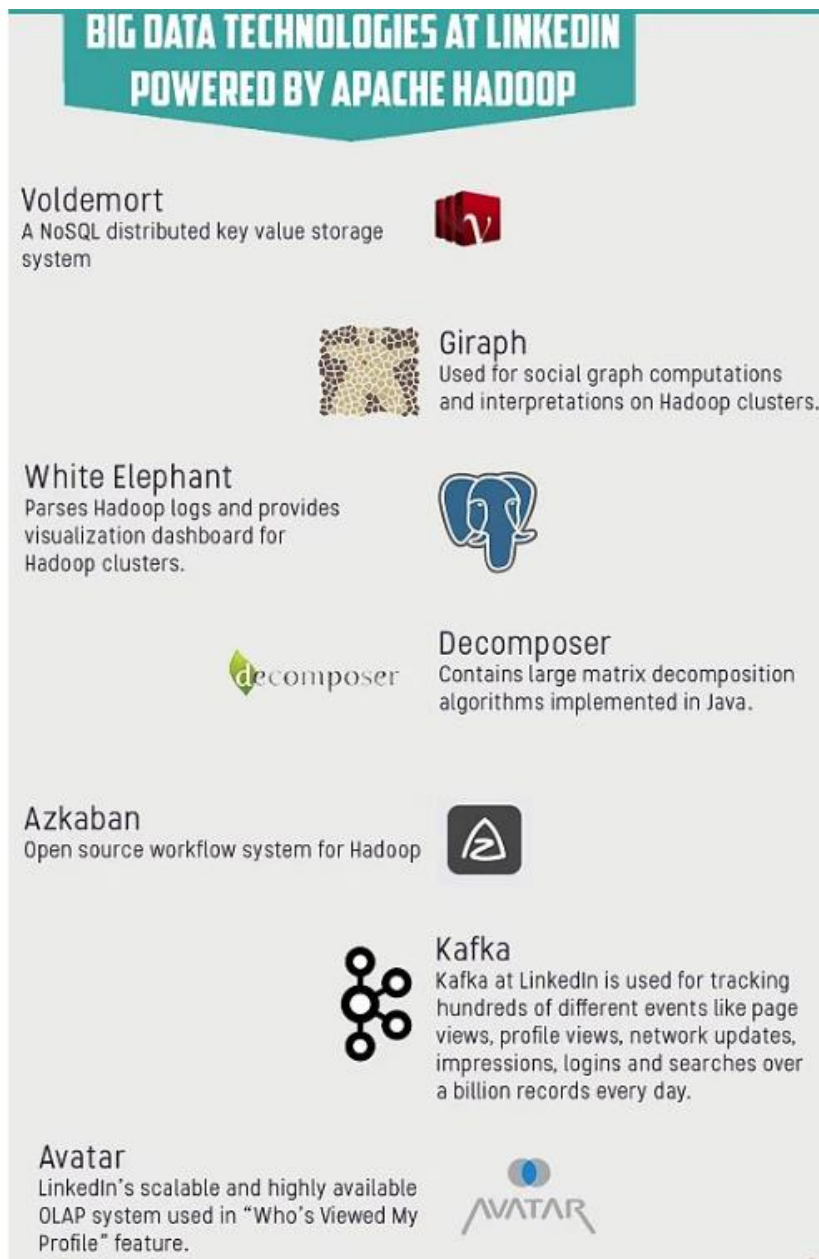 BIG DATA TECHNOLOGIES AT LINKEDIN
POWERED BY APACHE HADOOP
Voldemort
A NoSQL distributed key value storage
system
V
Giraph
Used for social graph computations
and interpretations on Hadoop clusters.
White Elephant
Parses Hadoop logs and provides
visualization dashboard for
Hadoop clusters.
decomposer
Decomposer
Contains large matrix decomposition
algorithms implemented in Java.
Azkaban
Open source workflow system for Hadoop
Kafka
Kafka at LinkedIn is used for tracking
hundreds of different events like page
views, profile views, network updates,
impressions, logins and searches over
a billion records every day.
Avatar
LinkedIn's scalable and highly available
OLAP system used in “Who's Viewed My
Profile” feature.
AVATAR